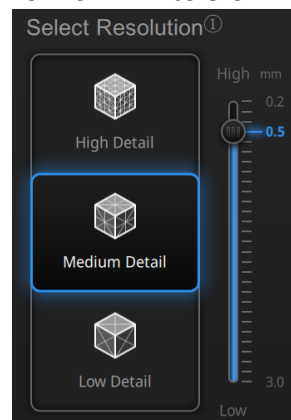 Select Resolution①
High mm
0.2
High Detail
0.5
Medium Detail
Low Detail
3.0
Low